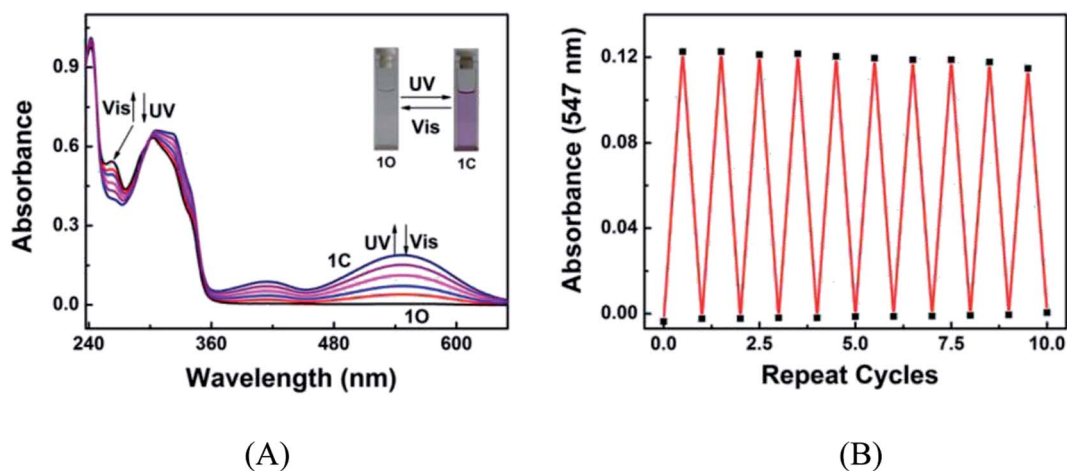 0.9
0.6
0.3
0.0
240
360
480
600
Absorbance
Wavelength (nm)
Vis
UV
UV
Vis
1O
1C
1C
UV
Vis
1O
0.12
0.08
0.04
0.00
0.0
2.5
5.0
7.5
10.0
Absorbance (547 nm)
Repeat Cycles
(A)
(B)